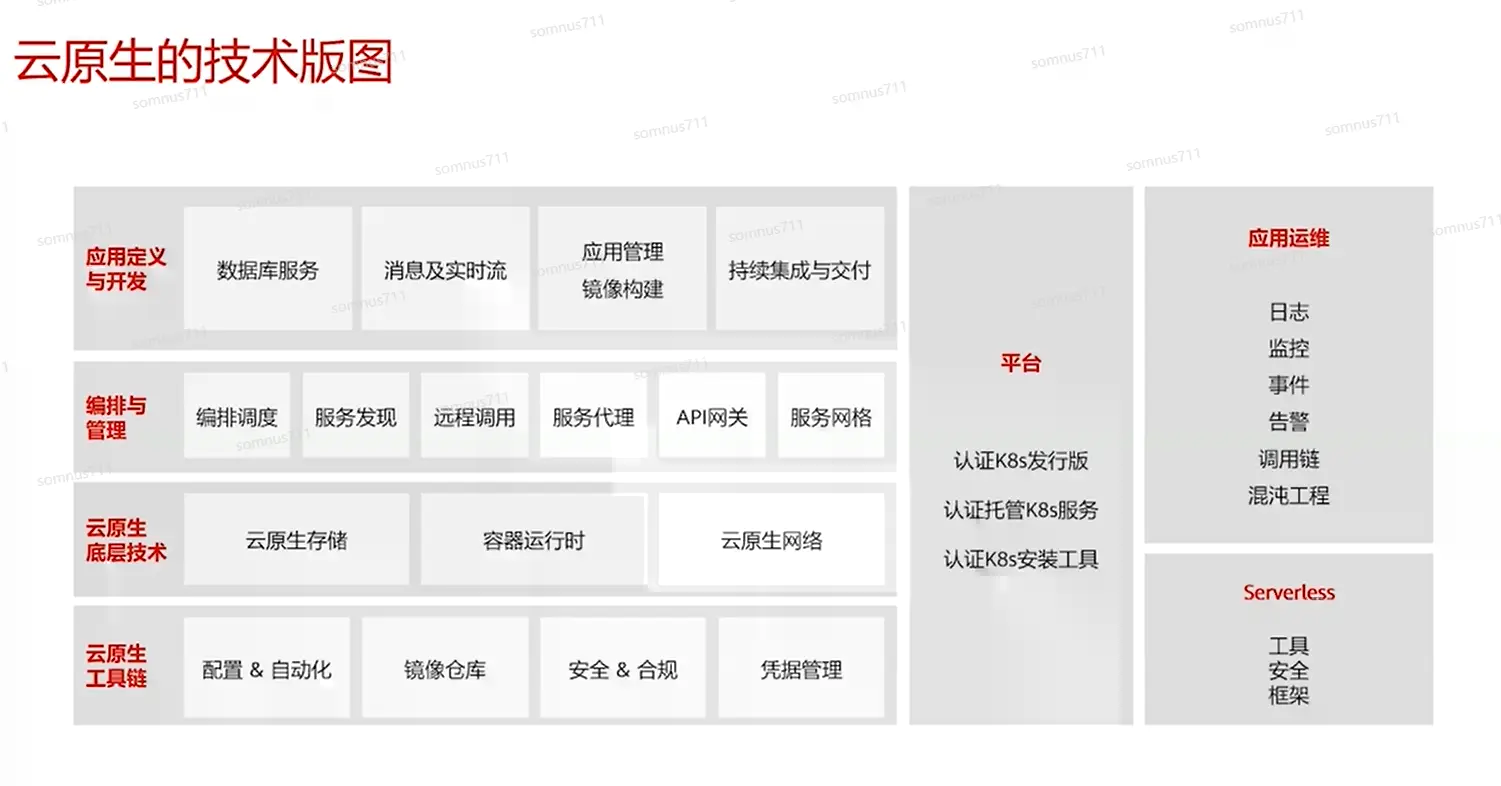 云原生的技术版图
应用定义
与开发
数据库服务
消息及实时流
应用管理
镜像构建
持续集成与交付
编排与
管理
编排调度
服务发现
远程调用
服务代理
API网关
服务网格
云原生
底层技术
云原生存储
容器运行时
云原生网络
云原生
工具链
配置 & 自动化
镜像仓库
安全 & 合规
凭据管理
平台
认证K8s发行版
认证托管K8s服务
认证K8s安装工具
应用运维
日志
监控
事件
告警
调用链
混沌工程
Serverless
工具
安全
框架
somnus711